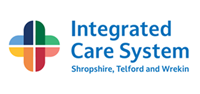 Integrated
Care System
Shropshire, Telford and Wrekin